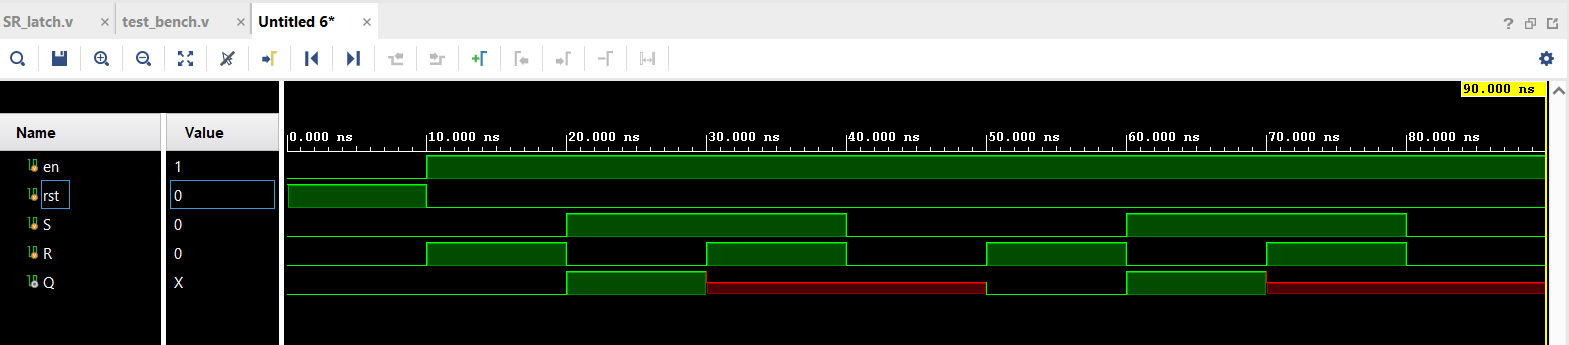 SR_latch.v × test_bench.v × Untitled 6* ×
?
90.000 ns
Name Value
0.000 ns 10.000 ns 20.000 ns 30.000 ns 40.000 ns 50.000 ns 60.000 ns 70.000 ns 80.000 ns
en 1
rst 0
S 0
R 0
Q X